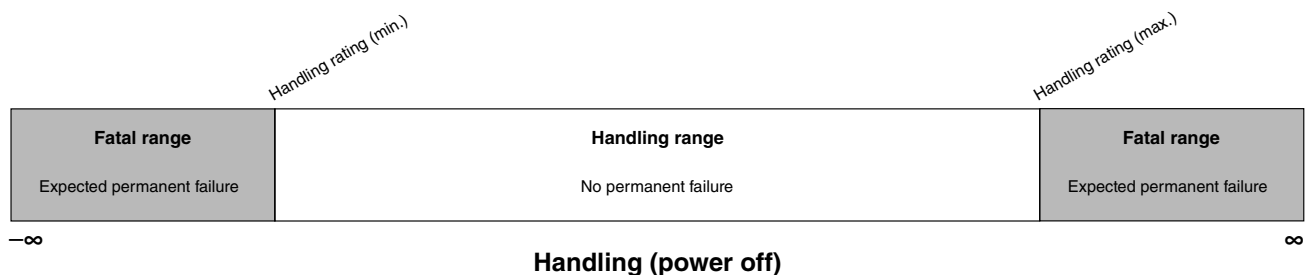 Handling rating (min.)
Handling rating (max.)
Fatal range
Handling range
Fatal range
Expected permanent failure
No permanent failure
Expected permanent failure
–∞
∞
Handling (power off)